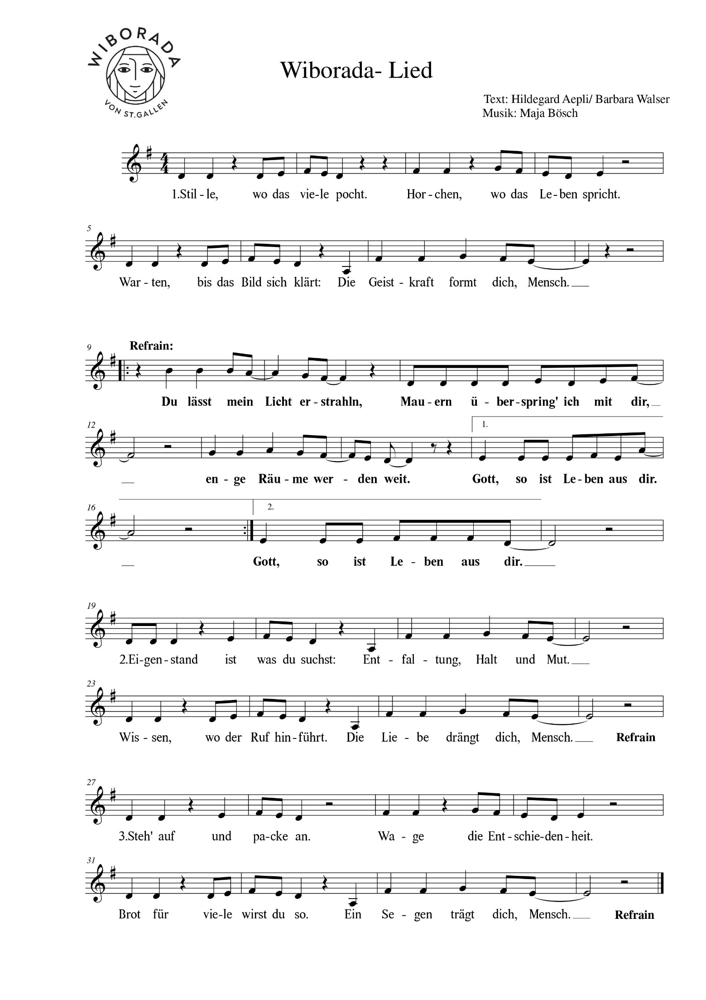 WIBORADA
VON ST.GALLEN
Wiborada- Lied
Text: Hildegard Aepli/ Barbara Walser
Musik: Maja Bösch
1.Stil - le, wo das vie-le pocht. Hor - chen, wo das Le-ben spricht.
5
War - ten, bis das Bild sich klärt: Die Geist - kraft formt dich, Mensch.
9
Refrain:
Du lässt mein Licht er - strahln, Mau - ern ü - ber - spring' ich mit dir,
12
1.
en - ge Räu - me wer - den weit. Gott, so ist Le - ben aus dir.
16
2.
Gott, so ist Le - ben aus dir.
19
2.Ei-gen - stand ist was du suchst: Ent - fal - tung, Halt und Mut.
23
Wis - sen, wo der Ruf hin-führt. Die Lie - be drängt dich, Mensch. Refrain
27
3.Steh' auf und pa-cke an. Wa - ge die Ent - schie-den-heit.
31
Brot für vie-le wirst du so. Ein Se - gen trägt dich, Mensch. Refrain